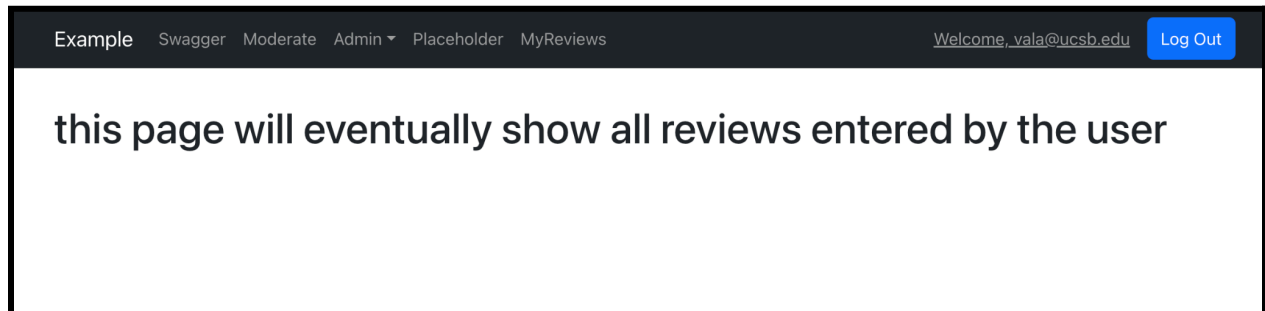 Example Swagger Moderate Admin Placeholder MyReviews Welcome, vala@ucsb.edu Log Out
this page will eventually show all reviews entered by the user